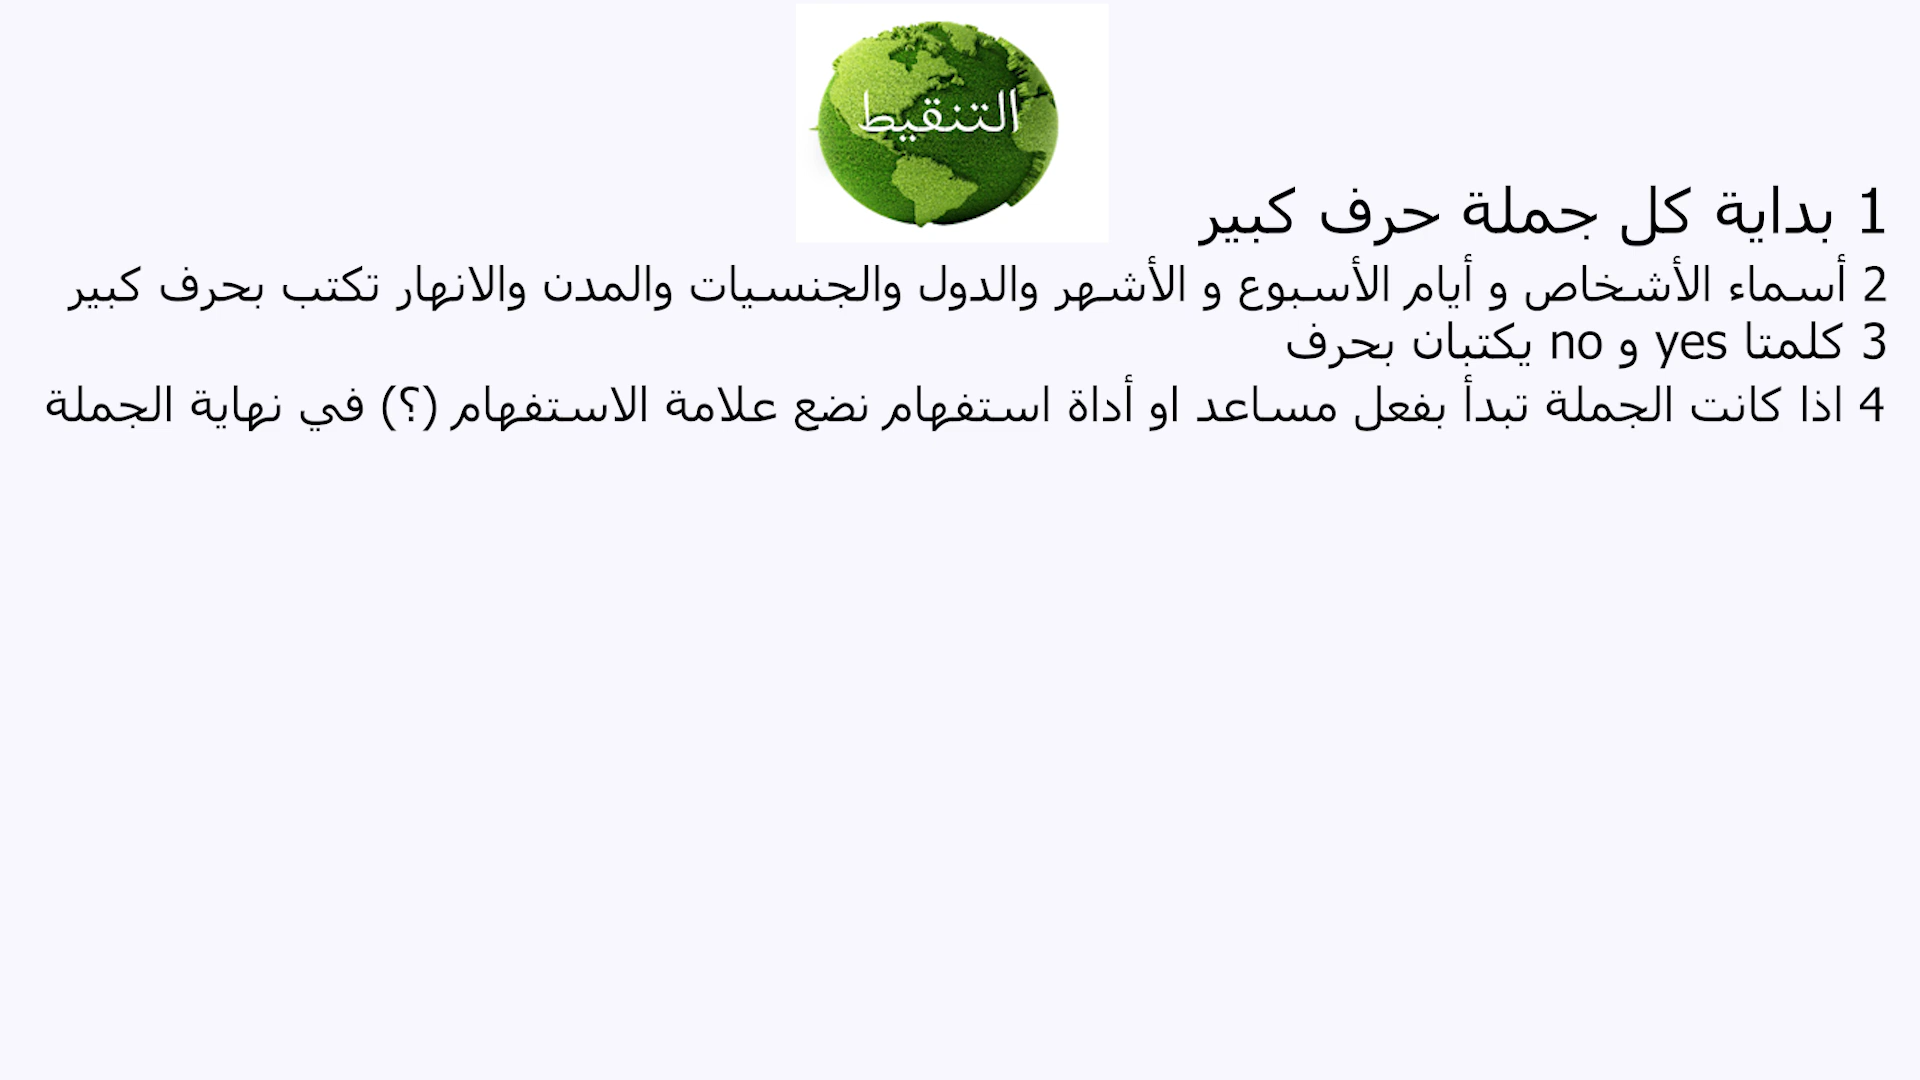 التنقيط
1 بداية كل جملة حرف كبير
2 أسماء الأشخاص و أيام الأسبوع و الأشهر والدول والجنسيات والمدن والانهار تكتب بحرف كبير
3 كلمتا yes و no يكتبان بحرف
4 اذا كانت الجملة تبدأ بفعل مساعد او أداة استفهام نضع علامة الاستفهام (؟) في نهاية الجملة